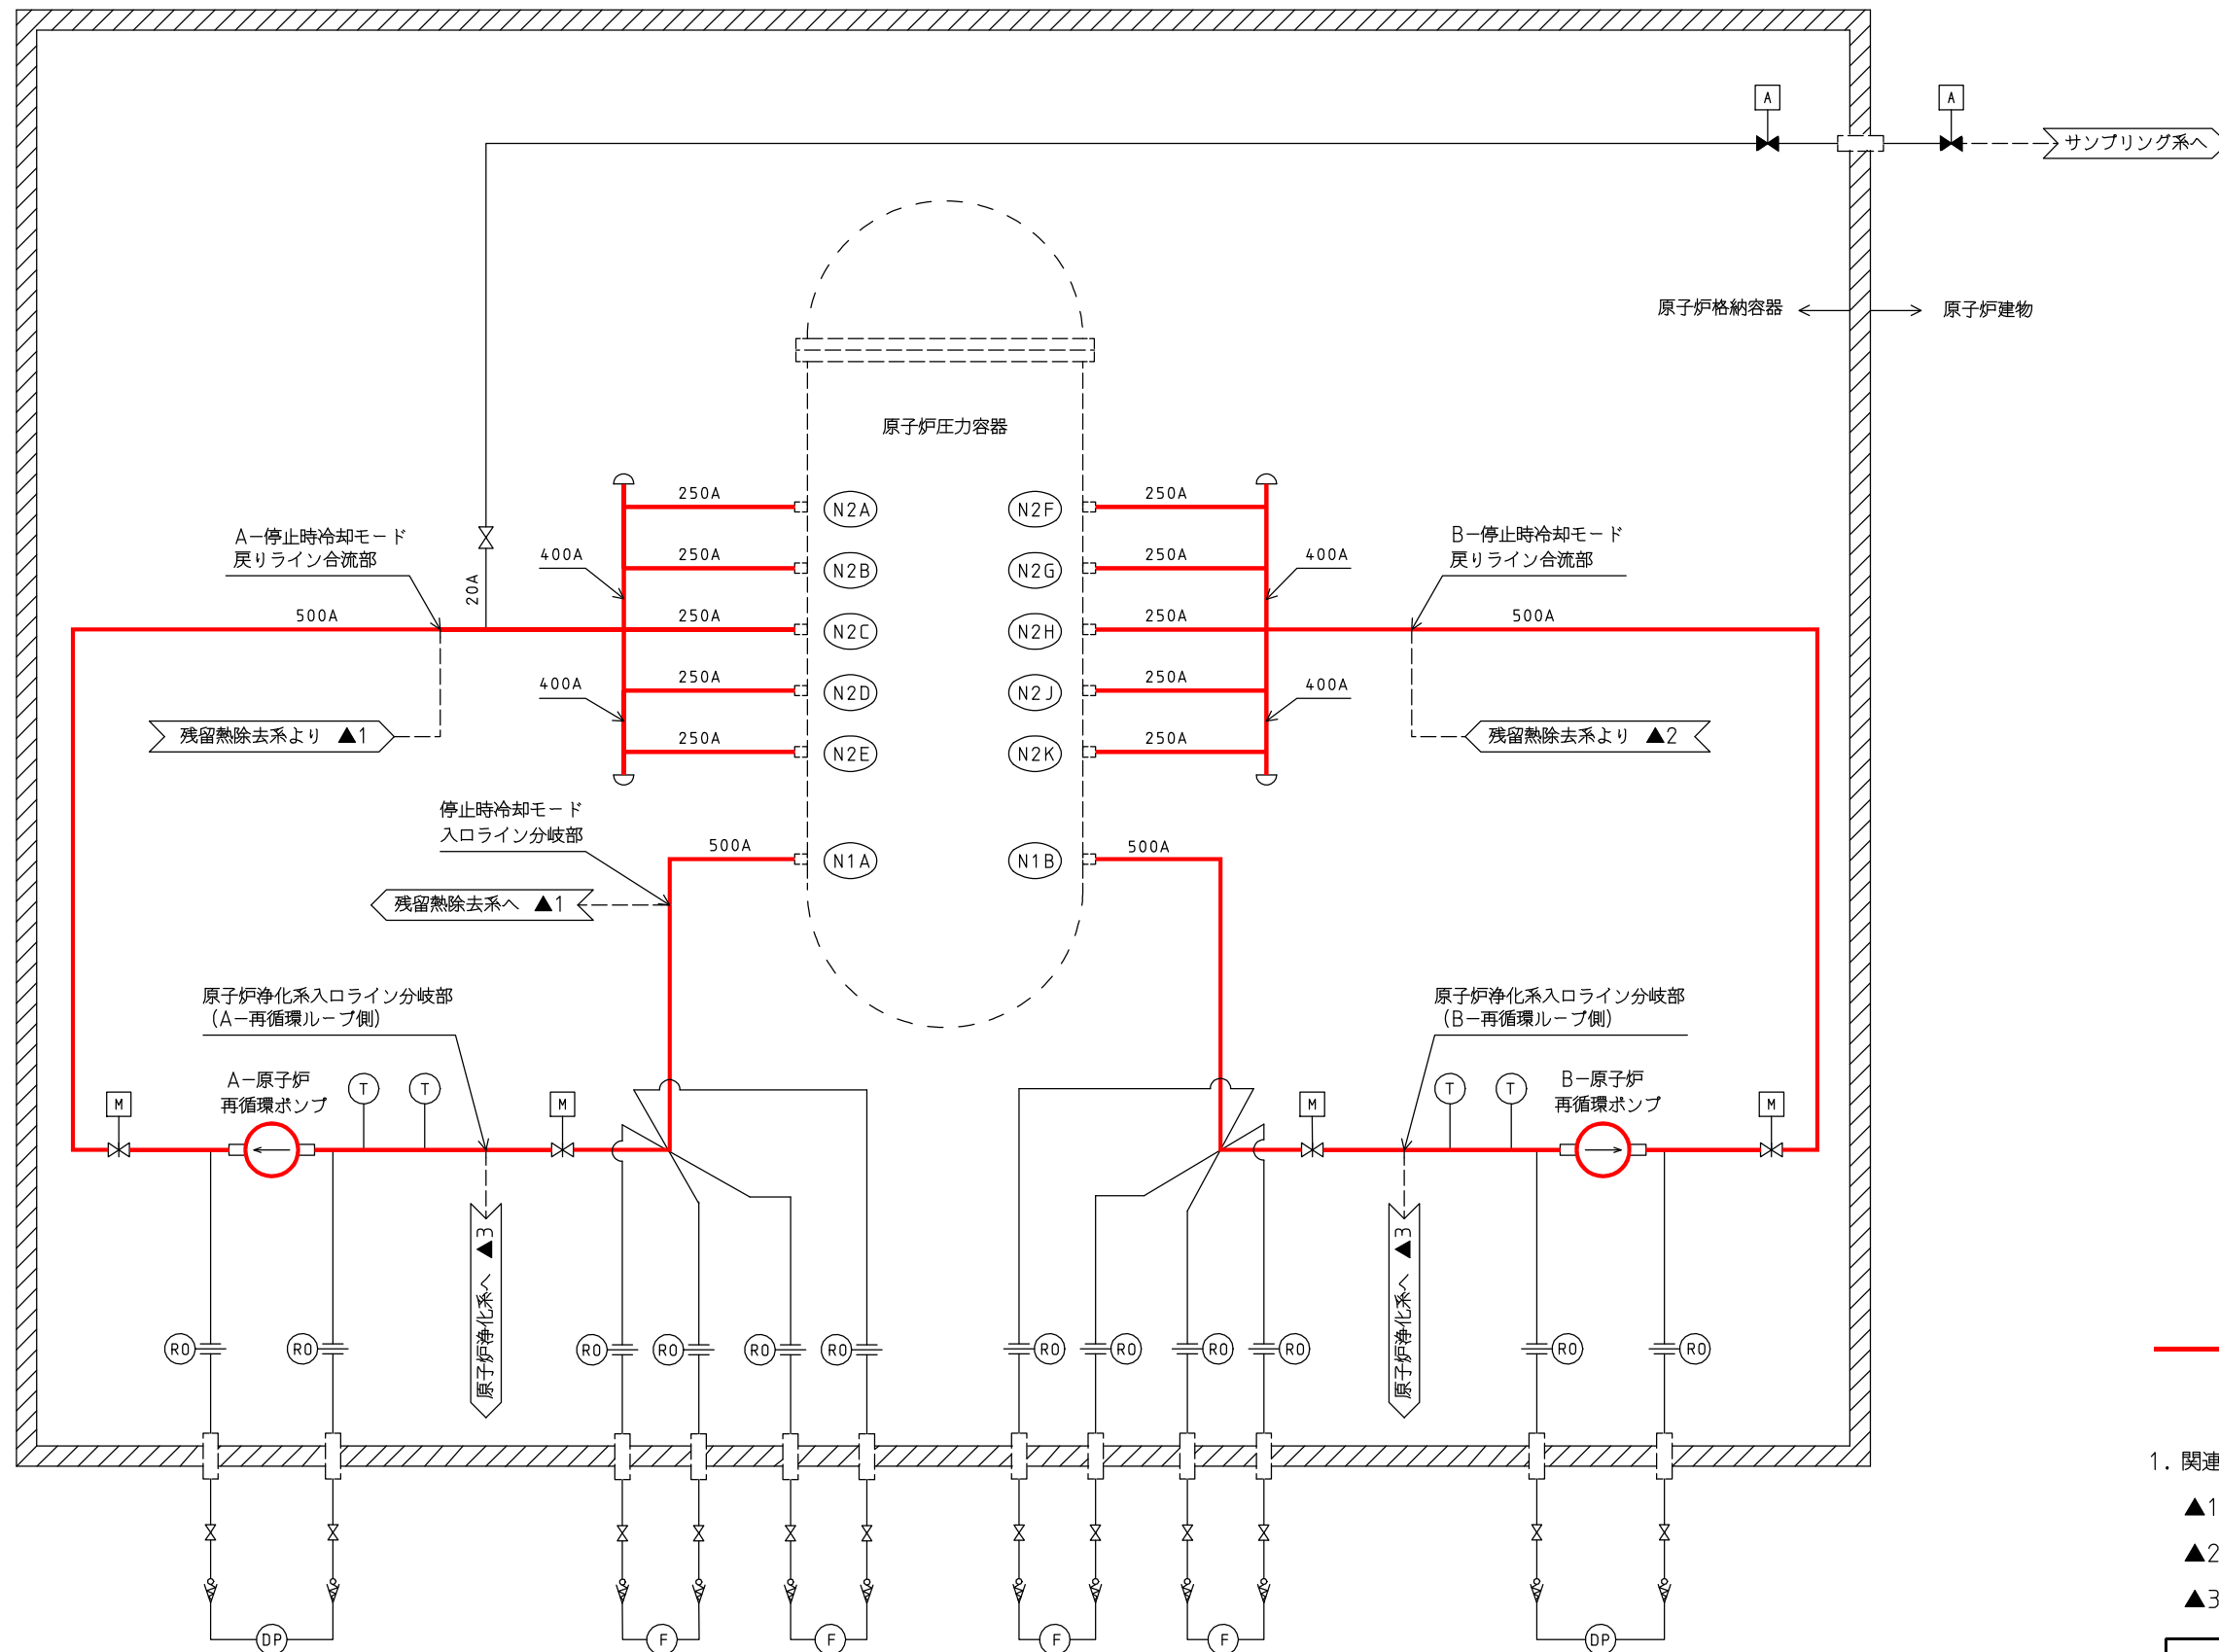 A
A
サンプリング系へ
原子炉格納容器
原子炉建物
原子炉圧力容器
250A
N2A
N2F
250A
A−停止時冷却モード
戻りライン合流部
B−停止時冷却モード
戻りライン合流部
400A
250A
N2B
N2G
250A
400A
20A
500A
250A
N2C
N2H
250A
500A
400A
250A
N2D
N2J
250A
400A
残留熱除去系より ▲1
250A
N2E
N2K
250A
残留熱除去系より ▲2
停止時冷却モード
入口ライン分岐部
500A
N1A
N1B
500A
残留熱除去系へ ▲1
原子炉浄化系入口ライン分岐部
(A−再循環ループ側)
原子炉浄化系入口ライン分岐部
(B−再循環ループ側)
A−原子炉
再循環ポンプ
B−原子炉
再循環ポンプ
M
T
T
M
M
T
T
M
原子炉浄化系へ ▲3
原子炉浄化系へ ▲3
RO
RO
RO
RO
RO
RO
RO
RO
RO
RO
RO
RO
1. 関連
▲1
▲2
▲3
DP
F
F
F
F
DP